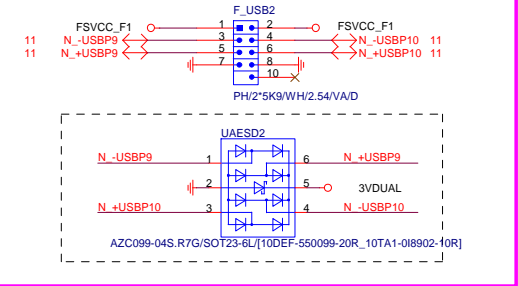 F_USB2
FSVCC_F1 1 2 FSVCC_F1
11 N_-USBP9 3 4 N_-USBP10 11
11 N_+USBP9 5 6 N_+USBP10 11
7 8
10
PH/2*5K9/WH/2.54/VA/D
UAESD2
N_-USBP9 1 6 N_+USBP9
2 5 3VDUAL
N_+USBP10 3 4 N_-USBP10
AZC099-04S.R7G/SOT23-6L/[10DEF-550099-20R_10TA1-0I8902-10R]